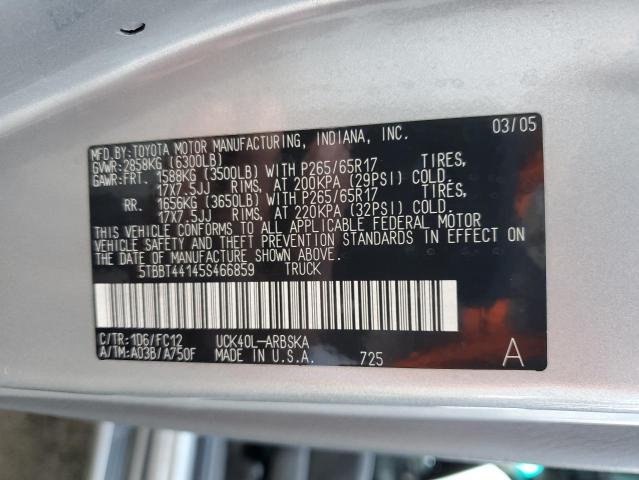 MFD.BY:TOYOTA MOTOR MANUFACTURING, INDIANA, INC. 03/05
GVWR:2858KG (6300LB)
GAWR:FRT. 1588KG (3500LB) WITH P265/65R17 TIRES,
17X7.5JJ RIMS, AT 200KPA (29PSI) COLD.
RR. 1656KG (3650LB) WITH P265/65R17 TIRES,
17X7.5JJ RIMS, AT 220KPA (32PSI) COLD.
THIS VEHICLE CONFORMS TO ALL APPLICABLE FEDERAL MOTOR
VEHICLE SAFETY AND THEFT PREVENTION STANDARDS IN EFFECT ON
THE DATE OF MANUFACTURE SHOWN ABOVE.
5TBBT44145S466859 TRUCK
C/TR:1D6/FC12 UCK40L-ARBSKA
A/TM:A03B/A750F MADE IN U.S.A. 725 A